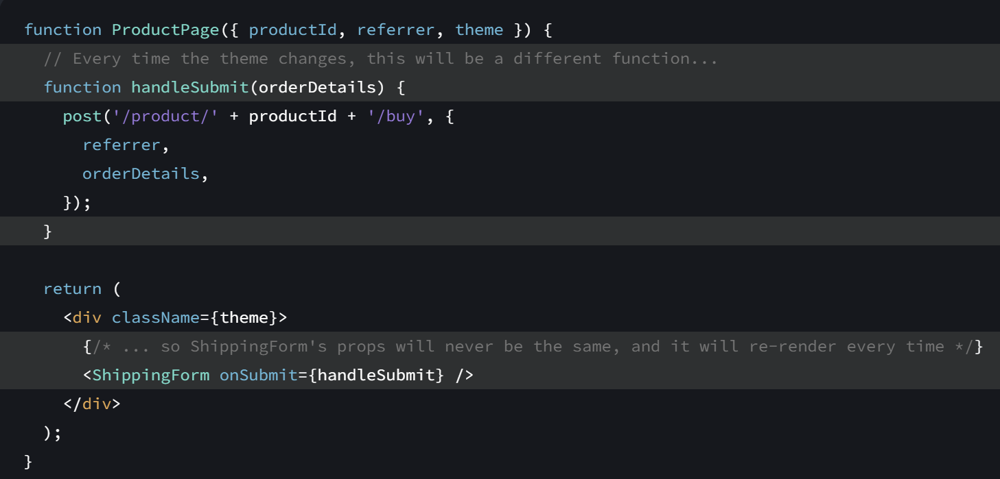 function ProductPage({ productId, referrer, theme }) {
// Every time the theme changes, this will be a different function...
function handleSubmit(orderDetails) {
post('/product/' + productId + '/buy', {
referrer,
orderDetails,
});
}
return (
<div className={theme}>
{/* ... so ShippingForm's props will never be the same, and it will re-render every time */}
<ShippingForm onSubmit={handleSubmit} />
</div>
);
}